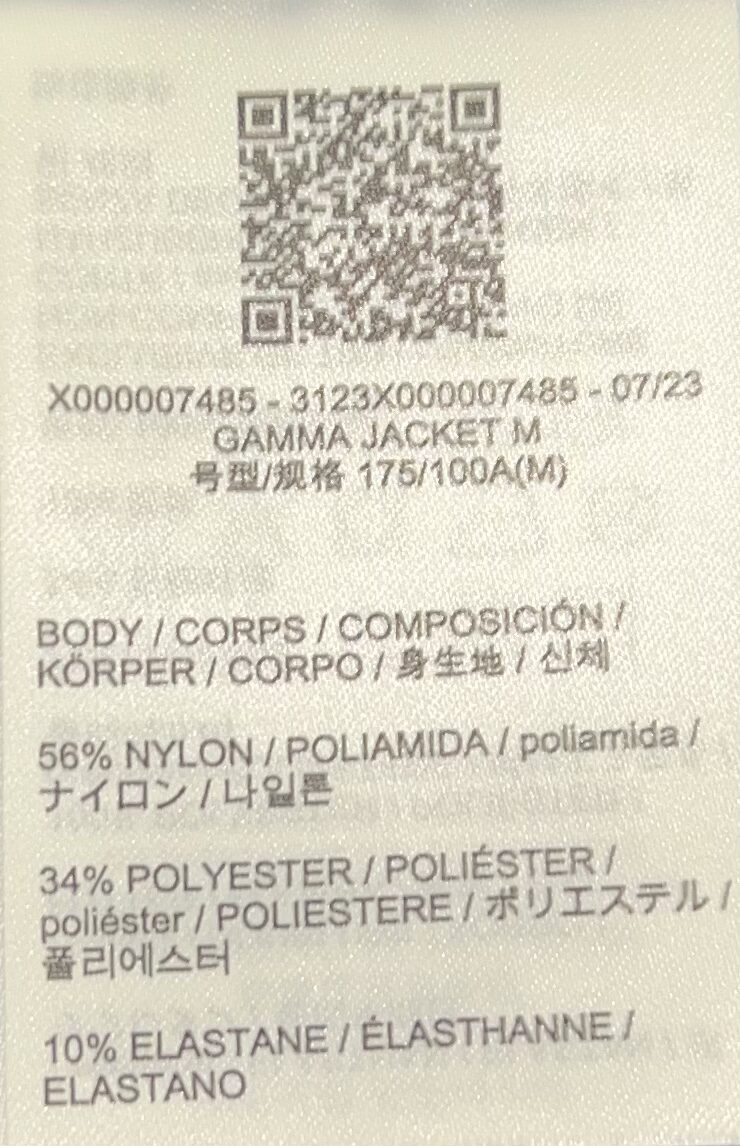 X000007485 - 3123X000007485 - 07/23
GAMMA JACKET M
号型/规格 175/100A(M)
BODY / CORPS / COMPOSICIÓN /
KÖRPER / CORPO / 身生地 / 신체
56% NYLON / POLIAMIDA / poliamida /
ナイロン / 나일론
34% POLYESTER / POLIÉSTER /
poliéster / POLIESTERE / ポリエステル /
폴리에스터
10% ELASTANE / ÉLASTHANNE /
ELASTANO